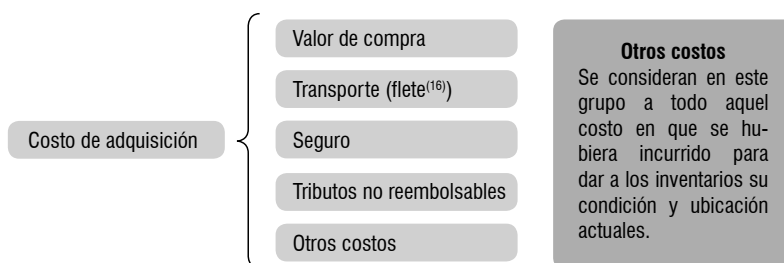 Costo de adquisición
Valor de compra
Transporte (flete(16))
Seguro
Tributos no reembolsables
Otros costos
Otros costos
Se consideran en este
grupo a todo aquel
costo en que se hu-
biera incurrido para
dar a los inventarios su
condición y ubicación
actuales.